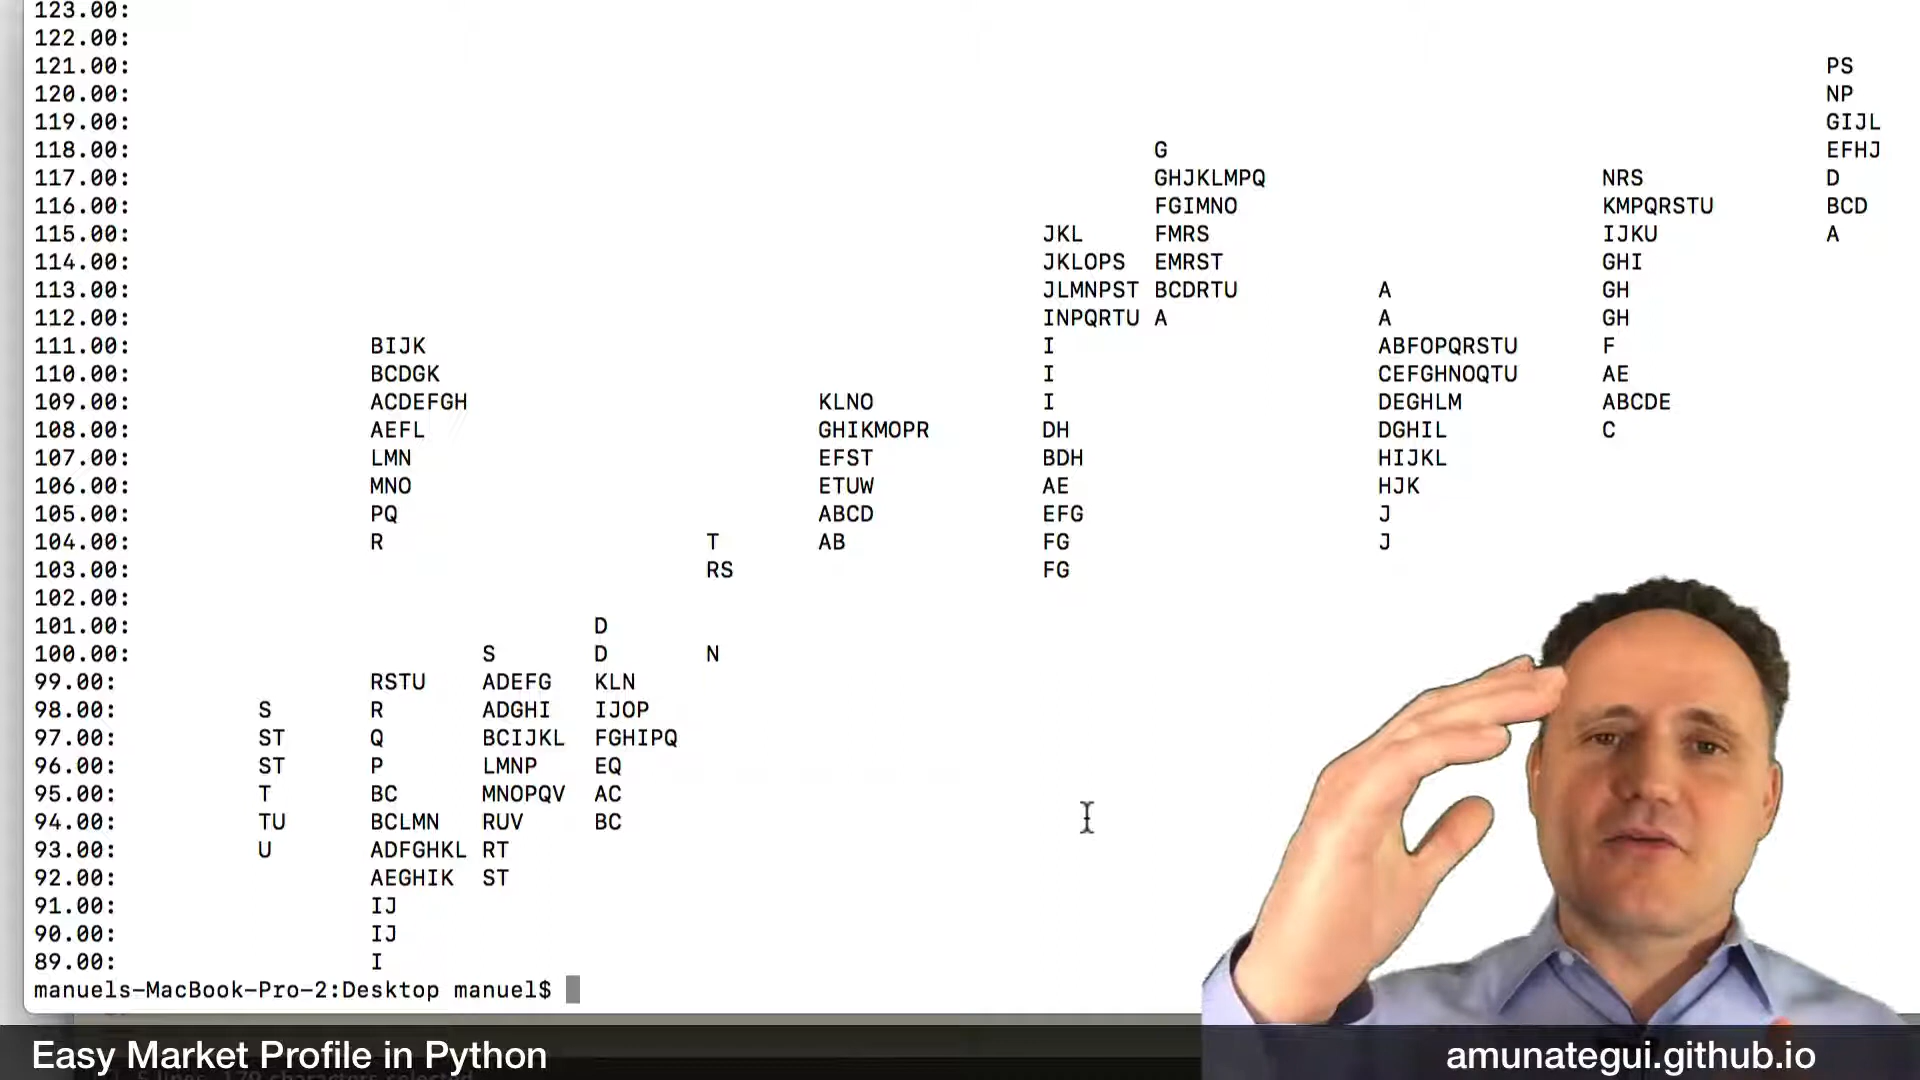 123.00:
122.00:
121.00: PS
120.00: NP
119.00: GIJL
118.00: G EFHJ
117.00: GHJKLMPQ NRS D
116.00: FGIMNO KMPQRSTU BCD
115.00: JKL FMRS IJKU A
114.00: JKLOPS EMRST GHI
113.00: JLMNPST BCDRTU A GH
112.00: INPQRTU A A GH
111.00: BIJK I ABFOPQRSTU F
110.00: BCDGK I CEFGHNOQTU AE
109.00: ACDEFGH KLNO I DEGHLM ABCDE
108.00: AEFL GHIKMOPR DH DGHIL C
107.00: LMN EFST BDH HIJKL
106.00: MNO ETUW AE HJK
105.00: PQ ABCD EFG J
104.00: R T AB FG J
103.00: RS FG
102.00:
101.00: D
100.00: S D N
99.00: RSTU ADEFG KLN
98.00: S R ADGHI IJOP
97.00: ST Q BCIJKL FGHIPQ
96.00: ST P LMNP EQ
95.00: T BC MNOPQV AC
94.00: TU BCLMN RUV BC
93.00: U ADFGHKL RT
92.00: AEGHIK ST
91.00: IJ
90.00: IJ
89.00: I
manuels-MacBook-Pro-2:Desktop manuel$
Easy Market Profile in Python
amunategui.github.io